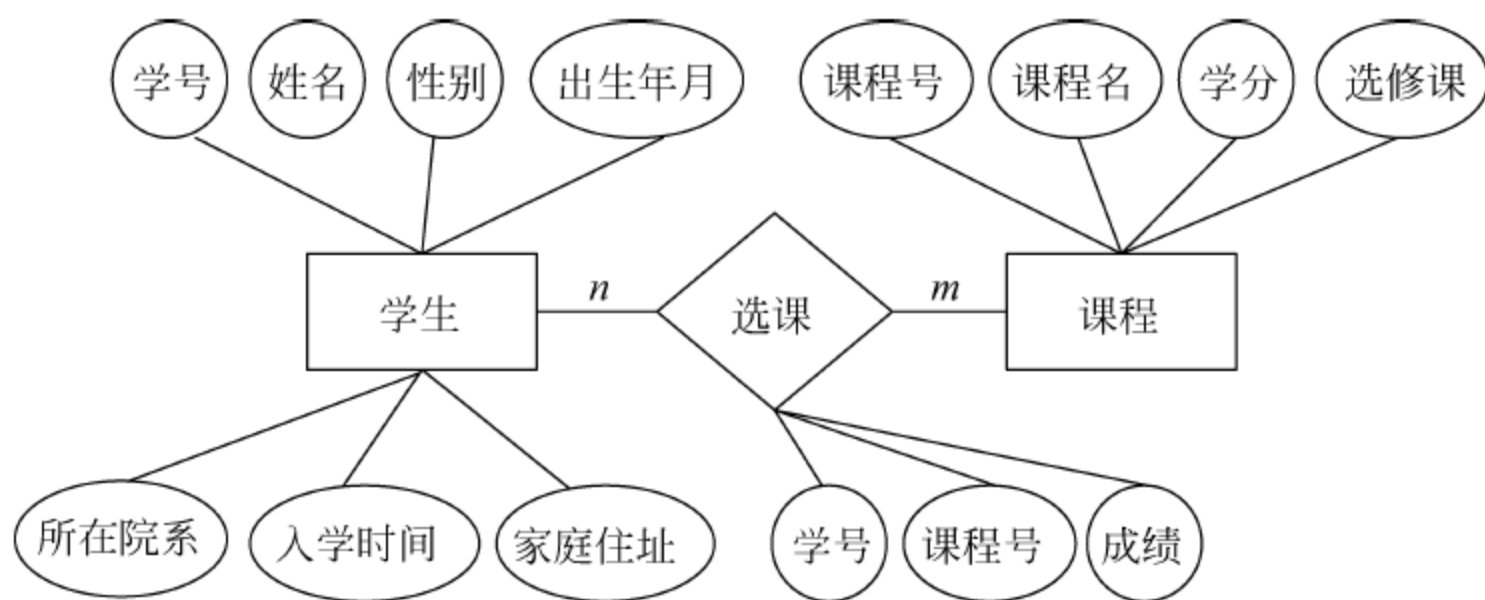 学号 姓名 性别 出生年月 课程号 课程名 学分 选修课
学生 n 选课 m 课程
所在院系 入学时间 家庭住址 学号 课程号 成绩